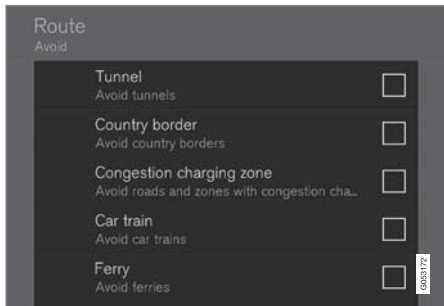 Route
Avoid
Tunnel
Avoid tunnels
Country border
Avoid country borders
Congestion charging zone
Avoid roads and zones with congestion cha...
Car train
Avoid car trains
Ferry
Avoid ferries
G053172